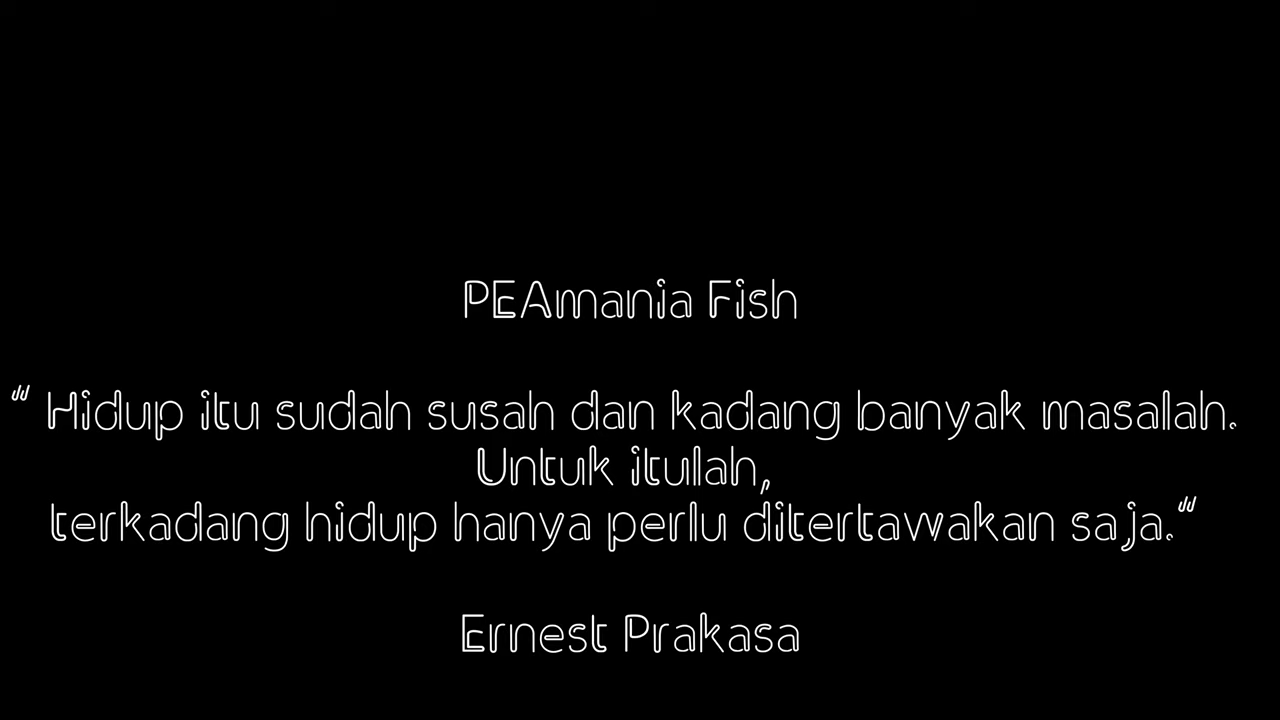 PEAmania Fish
" Hidup itu sudah susah dan kadang banyak masalah.
Untuk itulah,
terkadang hidup hanya perlu ditertawakan saja."
Ernest Prakasa